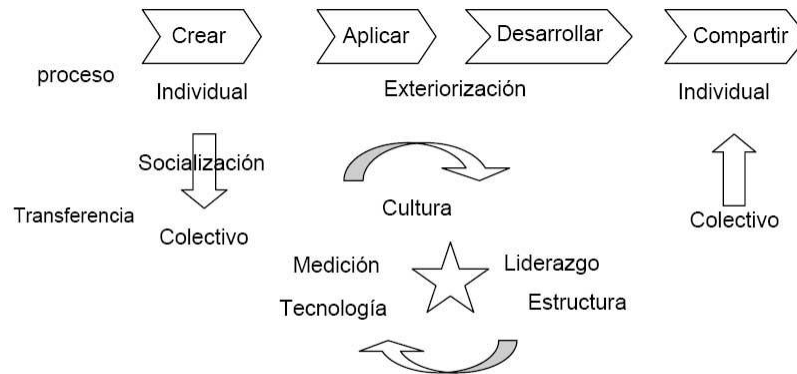 Crear
Aplicar
Desarrollar
Compartir
proceso
Individual
Exteriorización
Individual
Socialización
Transferencia
Colectivo
Cultura
Colectivo
Medición
Liderazgo
Tecnología
Estructura